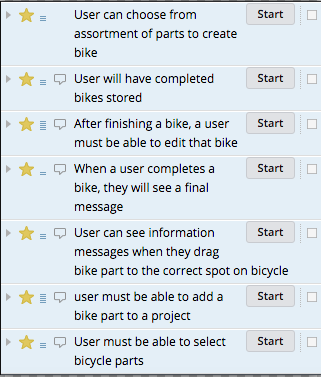 User can choose from Start
assortment of parts to create
bike
User will have completed Start
bikes stored
After finishing a bike, a user Start
must be able to edit that bike
When a user completes a Start
bike, they will see a final
message
User can see information Start
messages when they drag
bike part to the correct spot on bicycle
user must be able to add a Start
bike part to a project
User must be able to select Start
bicycle parts